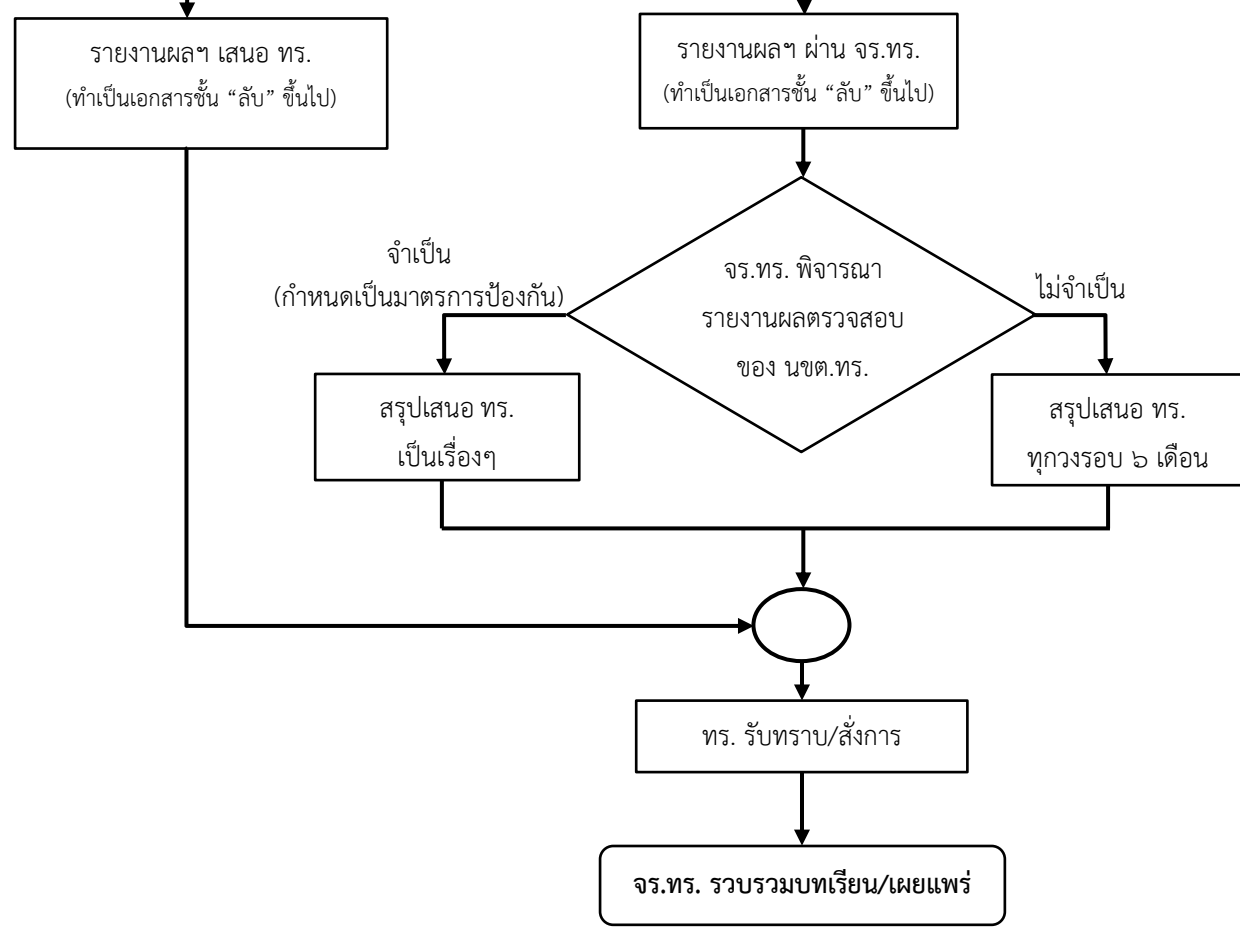 รายงานผลฯ เสนอ ทร.
(ทำเป็นเอกสารชั้น “ลับ” ขึ้นไป)
รายงานผลฯ ผ่าน จร.ทร.
(ทำเป็นเอกสารชั้น “ลับ” ขึ้นไป)
จำเป็น
(กำหนดเป็นมาตรการป้องกัน)
จร.ทร. พิจารณา
รายงานผลตรวจสอบ
ของ นขต.ทร.
ไม่จำเป็น
สรุปเสนอ ทร.
เป็นเรื่องๆ
สรุปเสนอ ทร.
ทุกวงรอบ ๖ เดือน
ทร. รับทราบ/สั่งการ
จร.ทร. รวบรวมบทเรียน/เผยแพร่